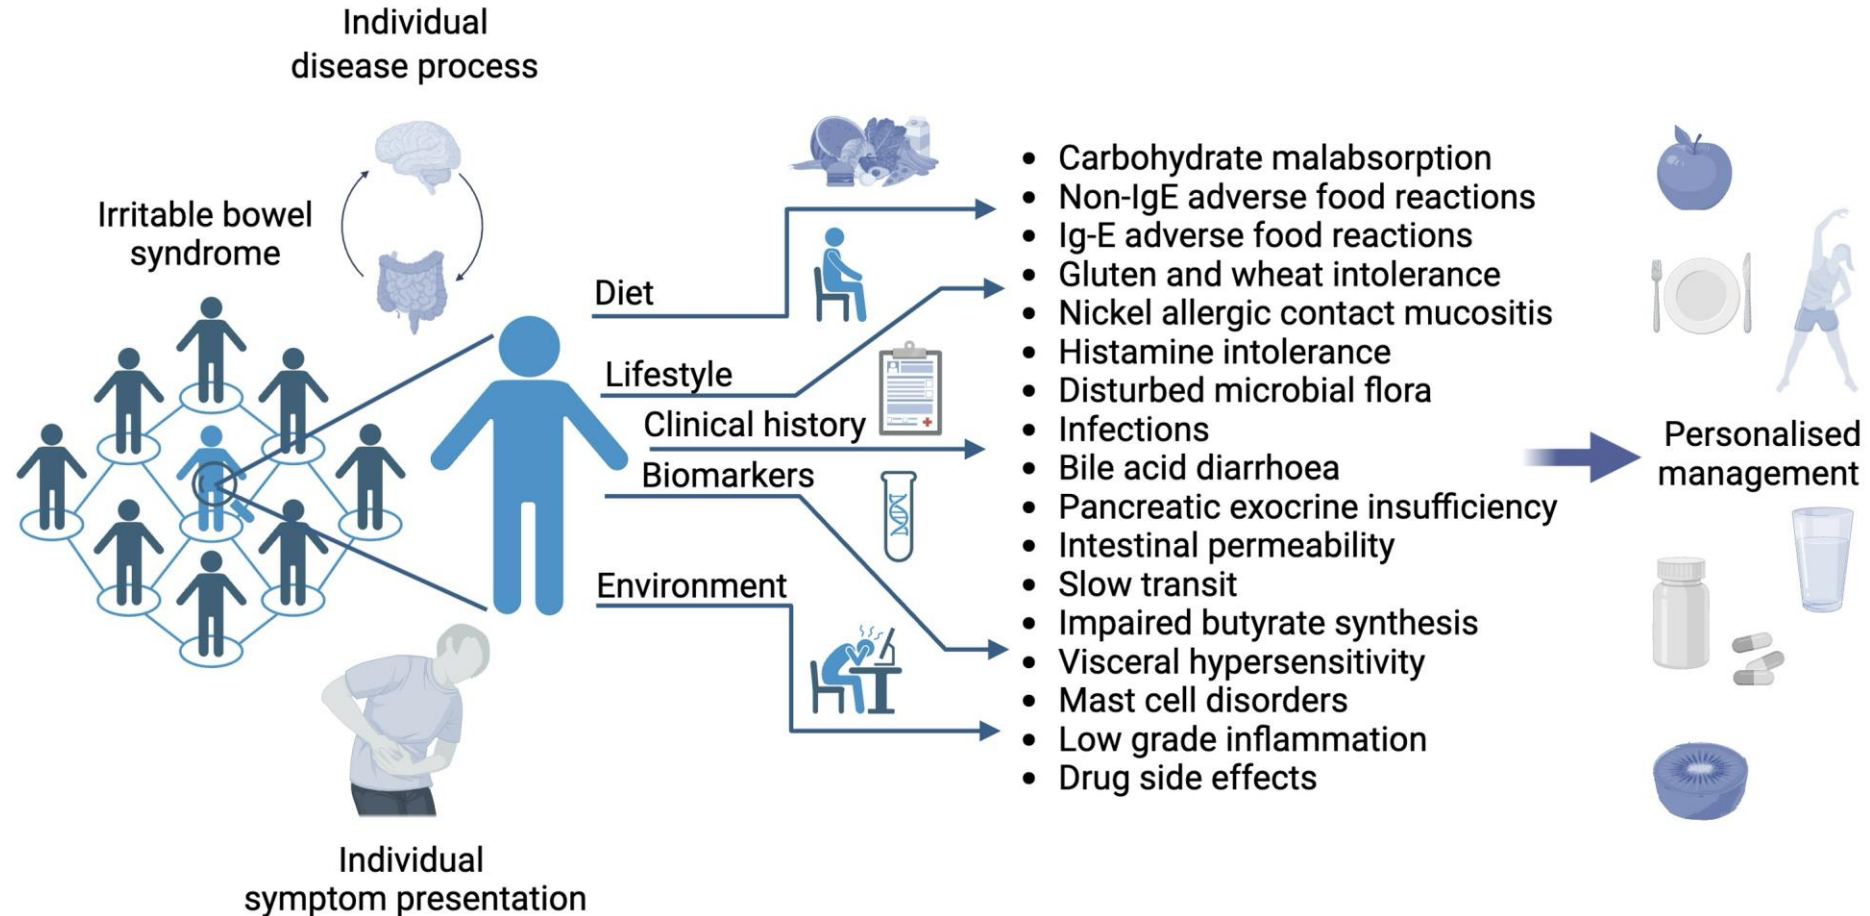 Individual
disease process
Irritable bowel
syndrome
Diet
Lifestyle
Clinical history
Biomarkers
Environment
Individual
symptom presentation
• Carbohydrate malabsorption
• Non-IgE adverse food reactions
• Ig-E adverse food reactions
• Gluten and wheat intolerance
• Nickel allergic contact mucositis
• Histamine intolerance
• Disturbed microbial flora
• Infections
• Bile acid diarrhoea
• Pancreatic exocrine insufficiency
• Intestinal permeability
• Slow transit
• Impaired butyrate synthesis
• Visceral hypersensitivity
• Mast cell disorders
• Low grade inflammation
• Drug side effects
Personalised
management